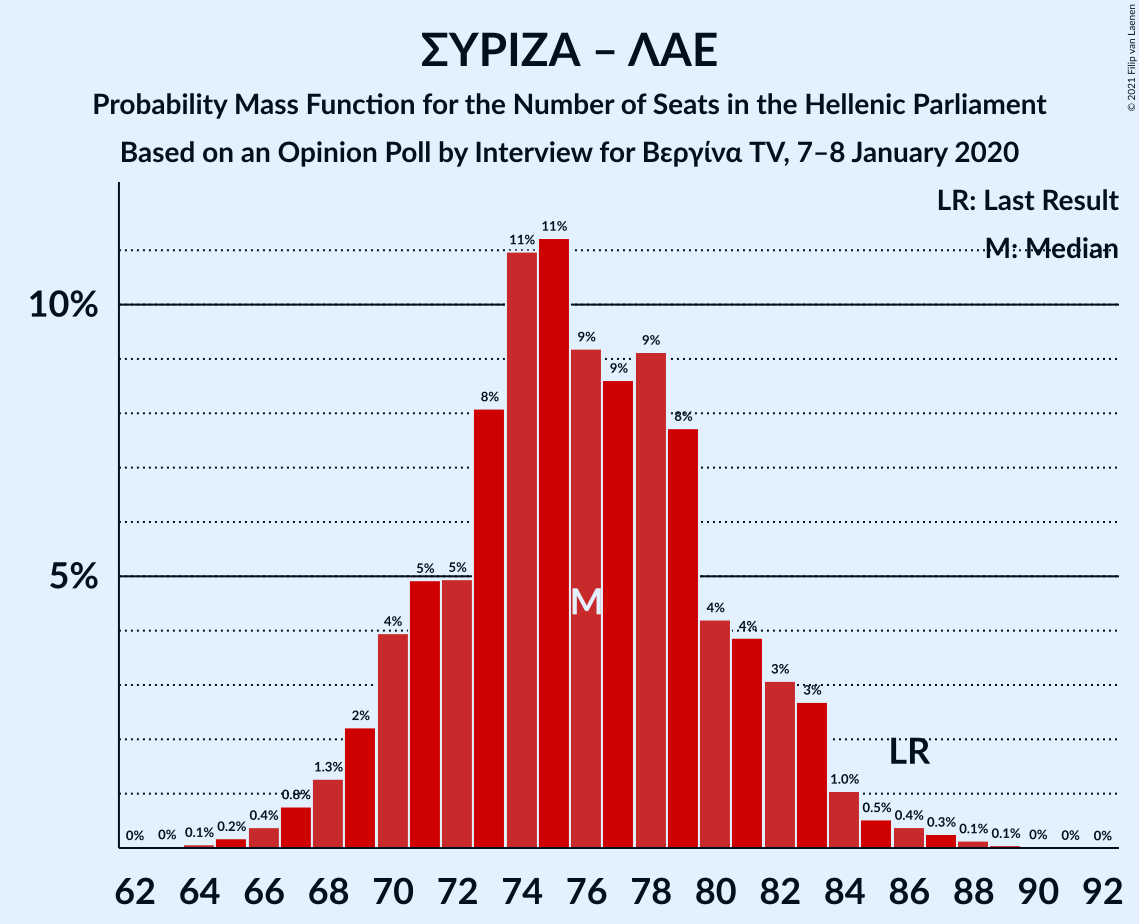 ΣΥΡΙΖΑ – ΛΑΕ
Probability Mass Function for the Number of Seats in the Hellenic Parliament
Based on an Opinion Poll by Interview for Βεργίνα TV, 7–8 January 2020
© 2021 Filip van Laenen
LR: Last Result
M: Median
10%
5%
0% 0% 0.1% 0.2% 0.4% 0.8% 1.3% 2% 4% 5% 5% 8% 11% 11% 9% 9% 9% 8% 4% 4% 3% 3% 1.0% 0.5% 0.4% 0.3% 0.1% 0.1% 0% 0% 0%
M
LR
62 64 66 68 70 72 74 76 78 80 82 84 86 88 90 92